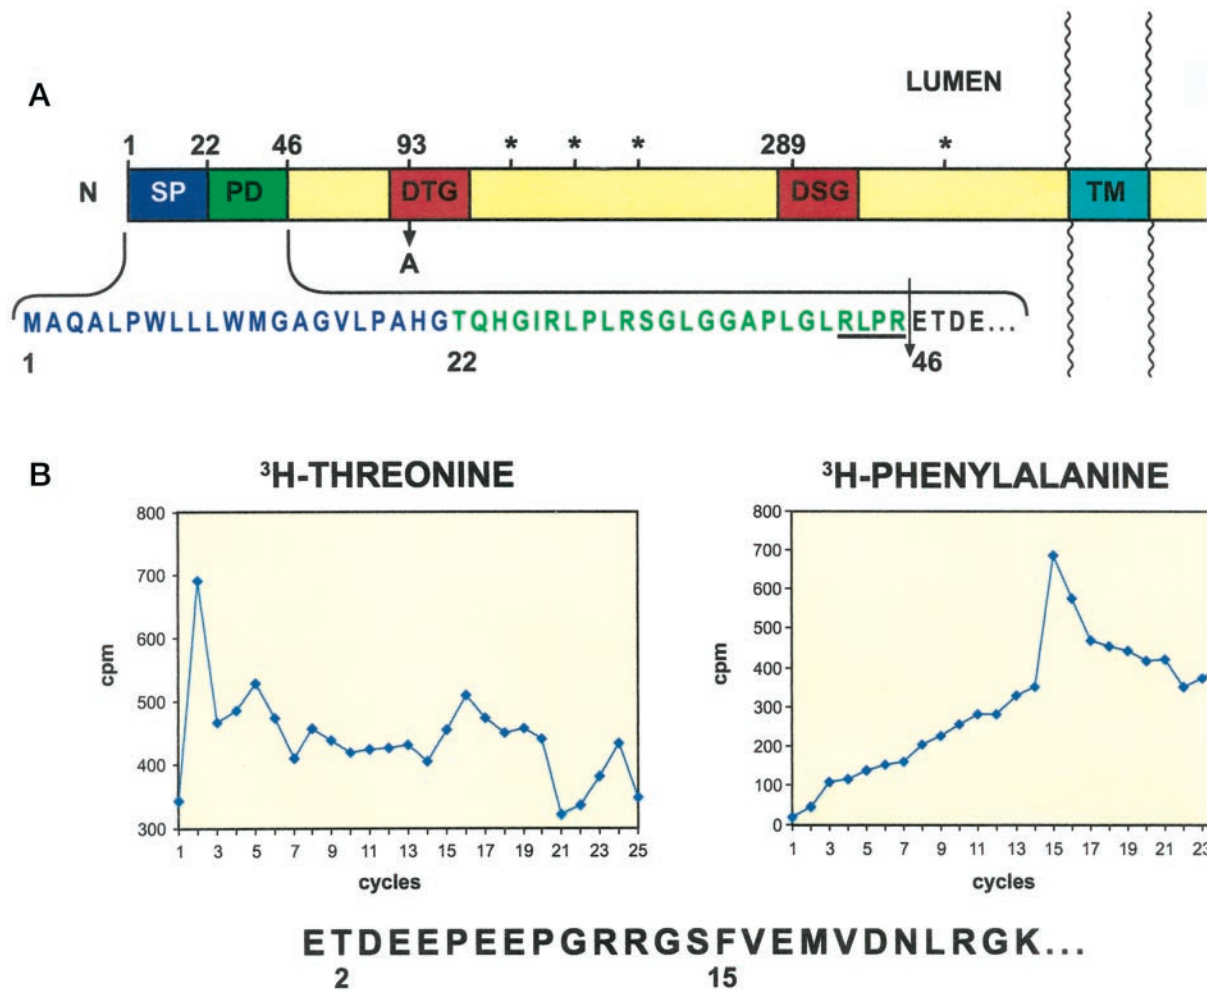 A
LUMEN
1 22 46 93 * * * 289 *
N SP PD DTG DSG TM
A
MAQALPWLLLWMGAGVLPAHGTQHGIRLPLRSGLGGAPLGLRLPRETDE...
1 22 46
B
³H-THREONINE
800
700
600
500
400
300
cpm
1 3 5 7 9 11 13 15 17 19 21 23 25
cycles
³H-PHENYLALANINE
800
700
600
500
400
300
200
100
0
cpm
1 3 5 7 9 11 13 15 17 19 21 23
cycles
ETDEEPEEPGRRGSFVEMVDNLRGK...
2 15